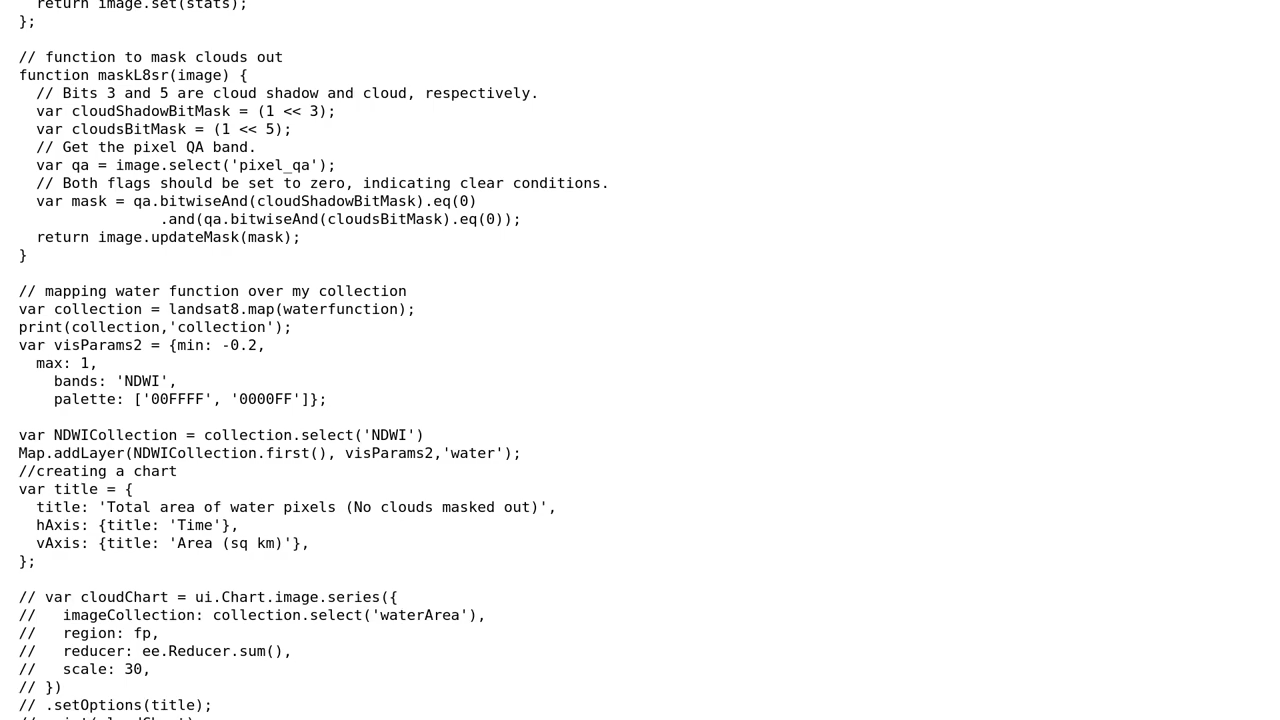 return image.set(stats);
};

// function to mask clouds out
function maskL8sr(image) {
  // Bits 3 and 5 are cloud shadow and cloud, respectively.
  var cloudShadowBitMask = (1 << 3);
  var cloudsBitMask = (1 << 5);
  // Get the pixel QA band.
  var qa = image.select('pixel_qa');
  // Both flags should be set to zero, indicating clear conditions.
  var mask = qa.bitwiseAnd(cloudShadowBitMask).eq(0)
                .and(qa.bitwiseAnd(cloudsBitMask).eq(0));
  return image.updateMask(mask);
}

// mapping water function over my collection
var collection = landsat8.map(waterfunction);
print(collection,'collection');
var visParams2 = {min: -0.2,
  max: 1,
    bands: 'NDWI',
    palette: ['00FFFF', '0000FF']};

var NDWICollection = collection.select('NDWI')
Map.addLayer(NDWICollection.first(), visParams2,'water');
//creating a chart
var title = {
  title: 'Total area of water pixels (No clouds masked out)',
  hAxis: {title: 'Time'},
  vAxis: {title: 'Area (sq km)'},
};

// var cloudChart = ui.Chart.image.series({
//   imageCollection: collection.select('waterArea'),
//   region: fp,
//   reducer: ee.Reducer.sum(),
//   scale: 30,
// })
// .setOptions(title);